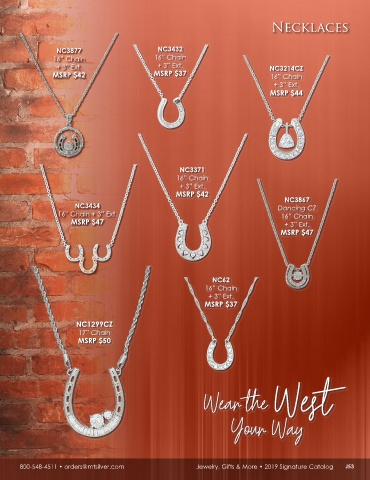 NECKLACES
NC3877
16" Chain
+ 3" Ext.
MSRP $42
NC3432
16" Chain
+ 3" Ext.
MSRP $37
NC3214CZ
16" Chain
+ 3" Ext.
MSRP $44
NC3434
16" Chain + 3" Ext.
MSRP $47
NC3371
16" Chain
+ 3" Ext.
MSRP $42
NC3867
Dancing CZ
16" Chain
+ 3" Ext.
MSRP $47
NC1299CZ
17" Chain
MSRP $50
NC62
16" Chain
+ 3" Ext.
MSRP $37
Wear the West
Your Way
800-548-4511 • orders@mtsilver.com
Jewelry, Gifts & More • 2019 Signature Catalog